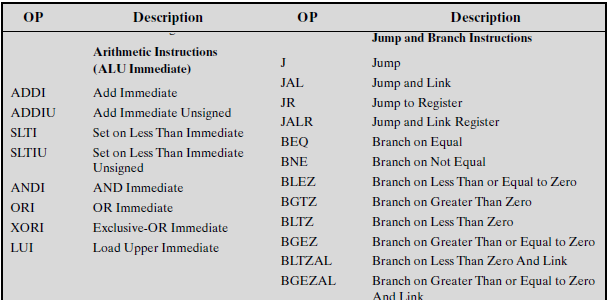 OP Description OP Description
Arithmetic Instructions
(ALU Immediate)
ADDI Add Immediate
ADDIU Add Immediate Unsigned
SLTI Set on Less Than Immediate
SLTIU Set on Less Than Immediate
Unsigned
ANDI AND Immediate
ORI OR Immediate
XORI Exclusive-OR Immediate
LUI Load Upper Immediate
Jump and Branch Instructions
J Jump
JAL Jump and Link
JR Jump to Register
JALR Jump and Link Register
BEQ Branch on Equal
BNE Branch on Not Equal
BLEZ Branch on Less Than or Equal to Zero
BGTZ Branch on Greater Than Zero
BLTZ Branch on Less Than Zero
BGEZ Branch on Greater Than or Equal to Zero
BLTZAL Branch on Less Than Zero And Link
BGEZAL Branch on Greater Than or Equal to Zero
And Link